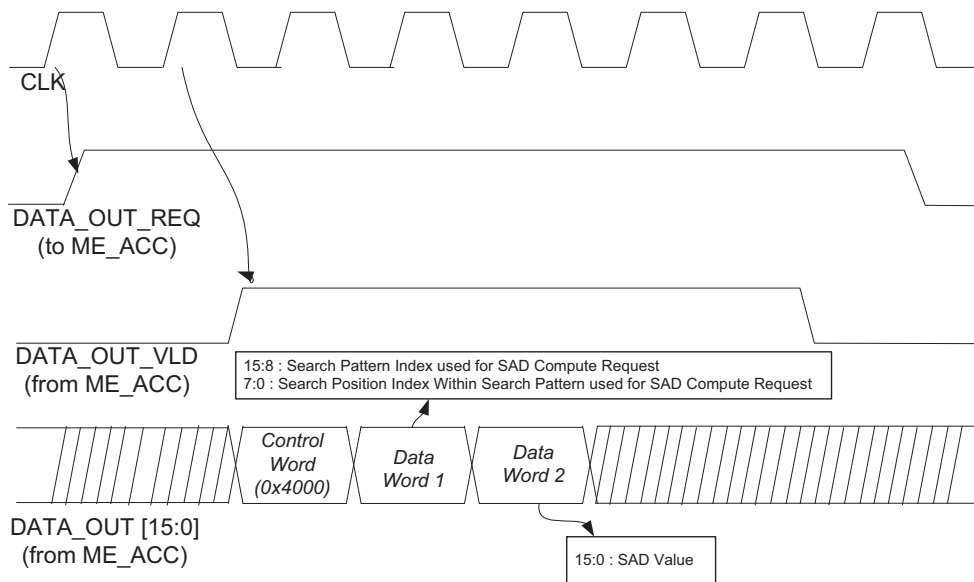 CLK
DATA_OUT_REQ
(to ME_ACC)
DATA_OUT_VLD
(from ME_ACC)
15:8 : Search Pattern Index used for SAD Compute Request
7:0 : Search Position Index Within Search Pattern used for SAD Compute Request
Control
Word
(0x4000)
Data
Word 1
Data
Word 2
DATA_OUT [15:0]
(from ME_ACC)
15:0 : SAD Value